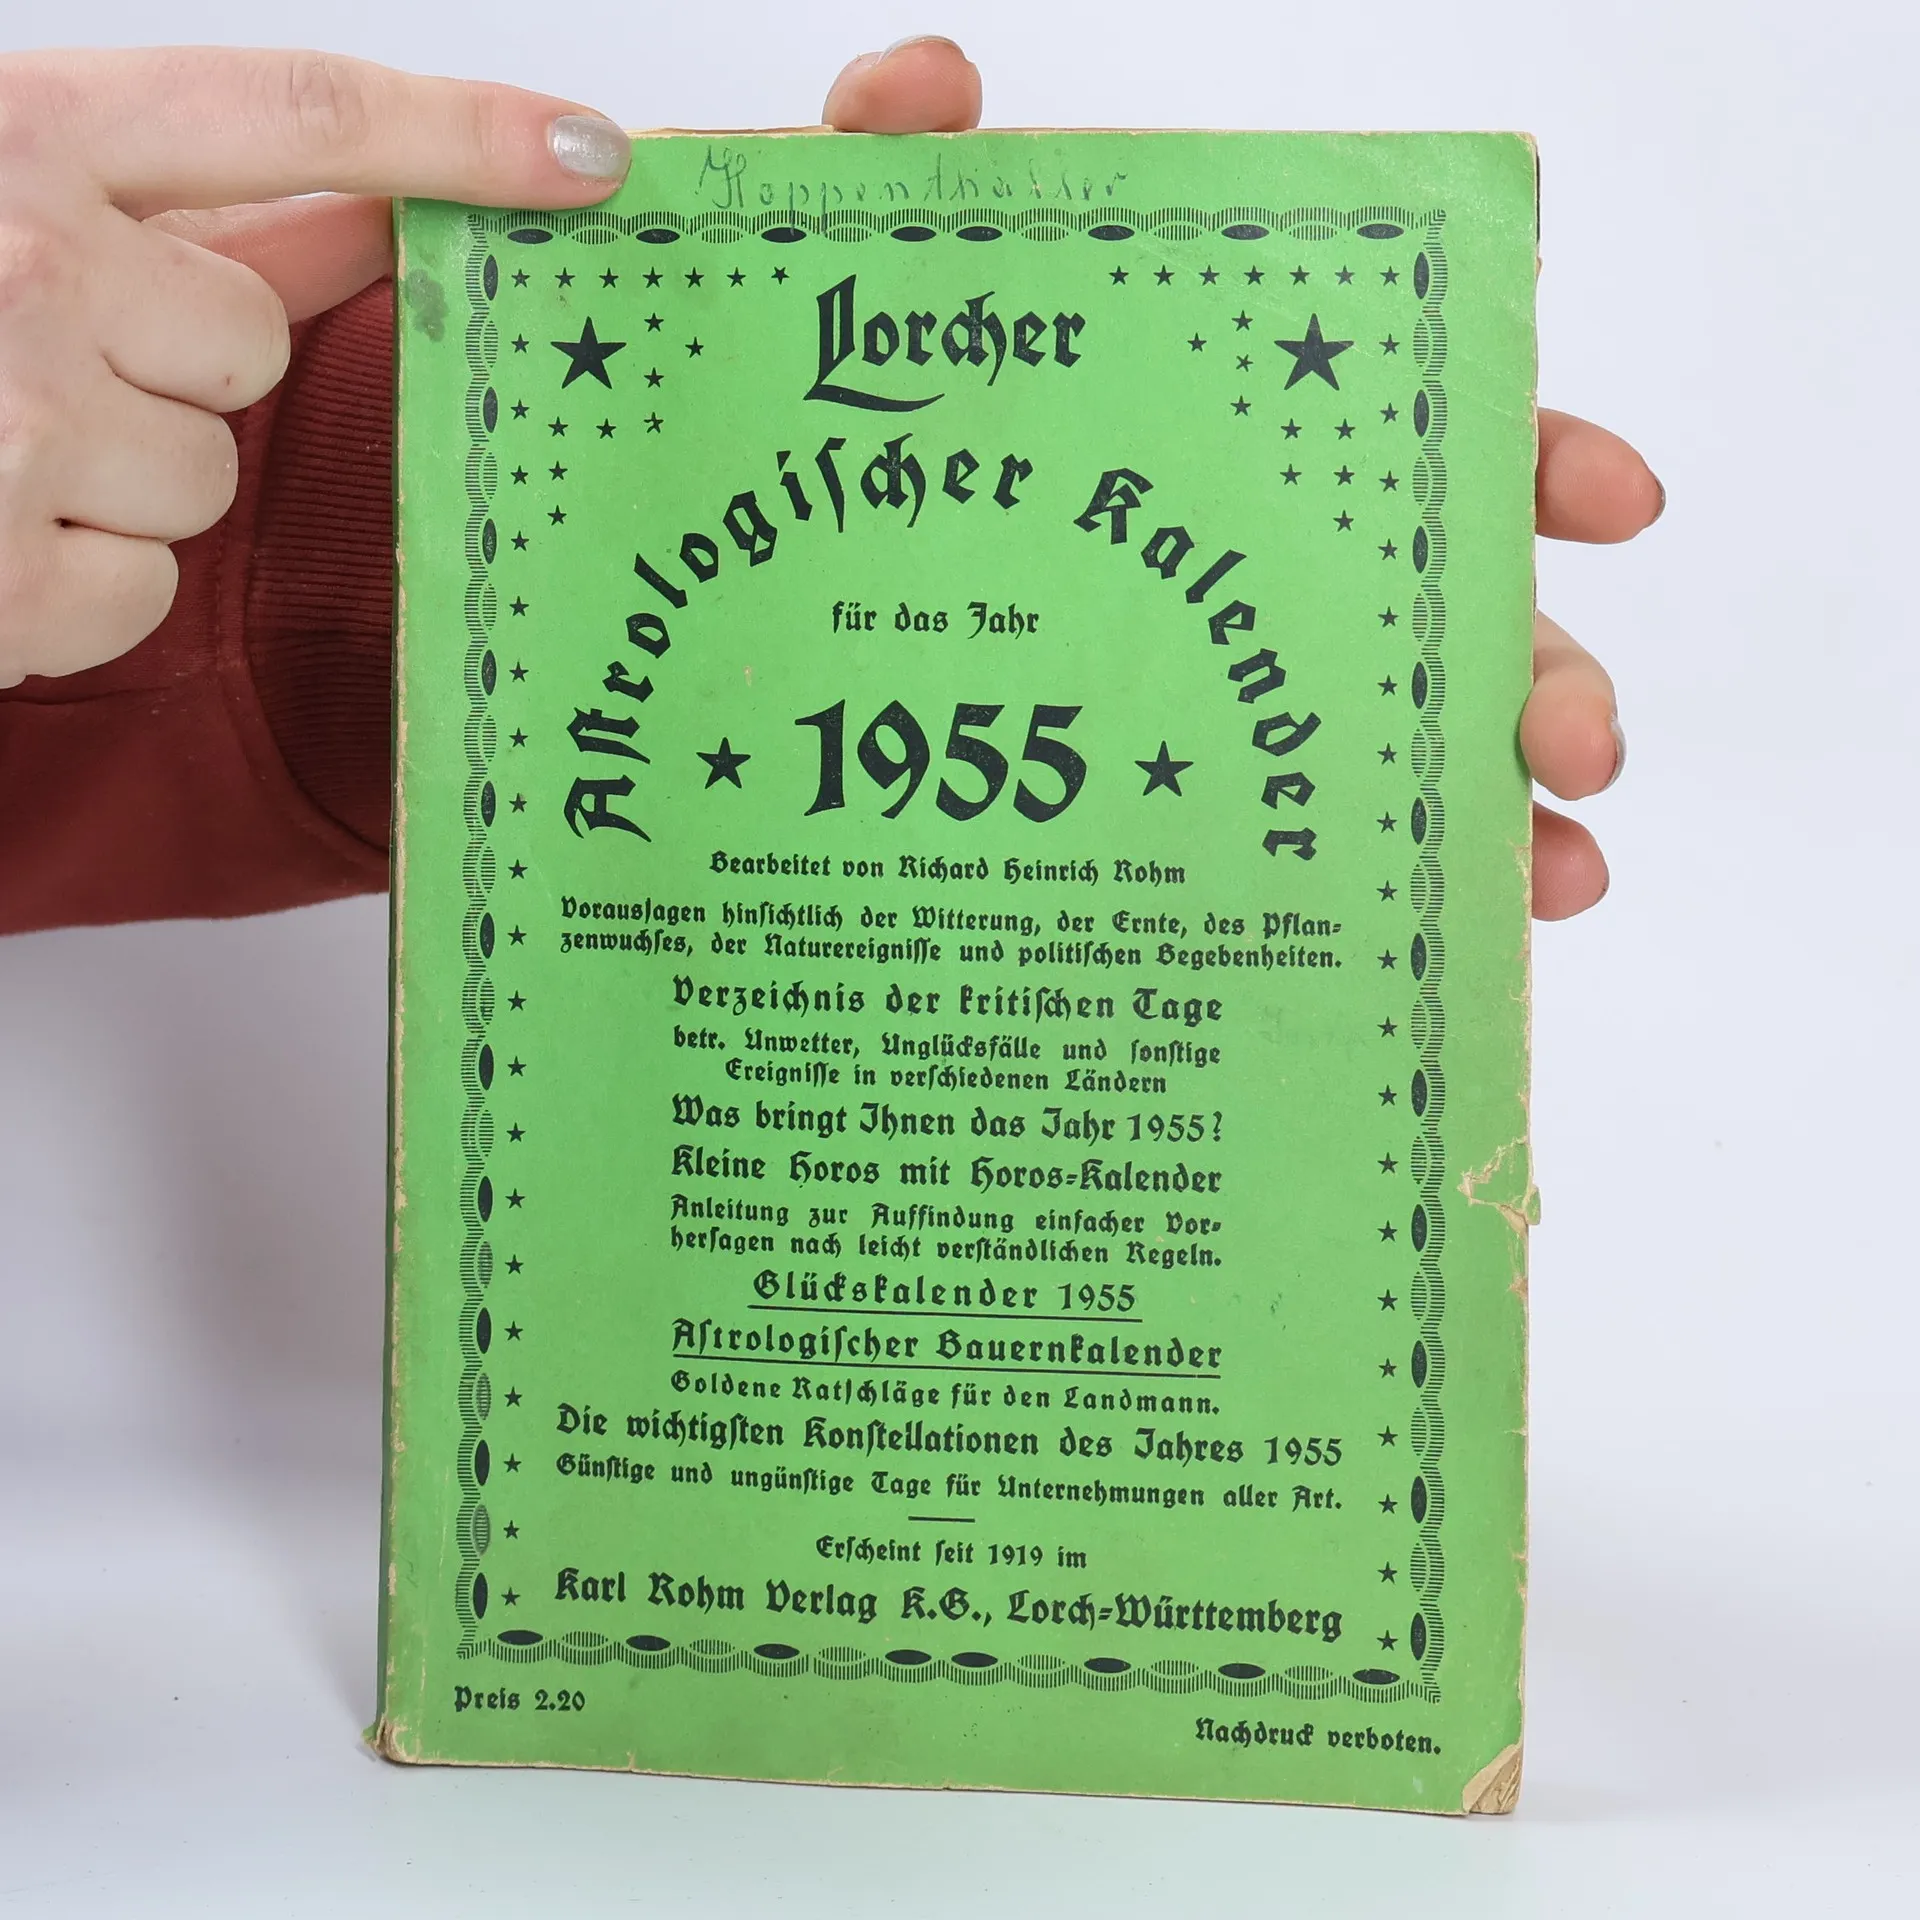 Hoppenthaller
Lorcher
Astrologischer Kalender
für das Jahr
1955
Bearbeitet von Richard Heinrich Rohm
Voraussagen hinsichtlich der Witterung, der Ernte, des Pflan-
zenwuchses, der Naturereignisse und politischen Begebenheiten.
Verzeichnis der kritischen Tage
betr. Unwetter, Unglücksfälle und sonstige
Ereignisse in verschiedenen Ländern
Was bringt Ihnen das Jahr 1955?
Kleine Horos mit Horos-Kalender
Anleitung zur Auffindung einfacher Vor-
hersagen nach leicht verständlichen Regeln.
Glückskalender 1955
Astrologischer Bauernkalender
Goldene Ratschläge für den Landmann.
Die wichtigsten Konstellationen des Jahres 1955
Günstige und ungünstige Tage für Unternehmungen aller Art.
Erscheint seit 1919 im
Karl Rohm Verlag K.G., Lorch-Württemberg
Preis 2.20
Nachdruck verboten.